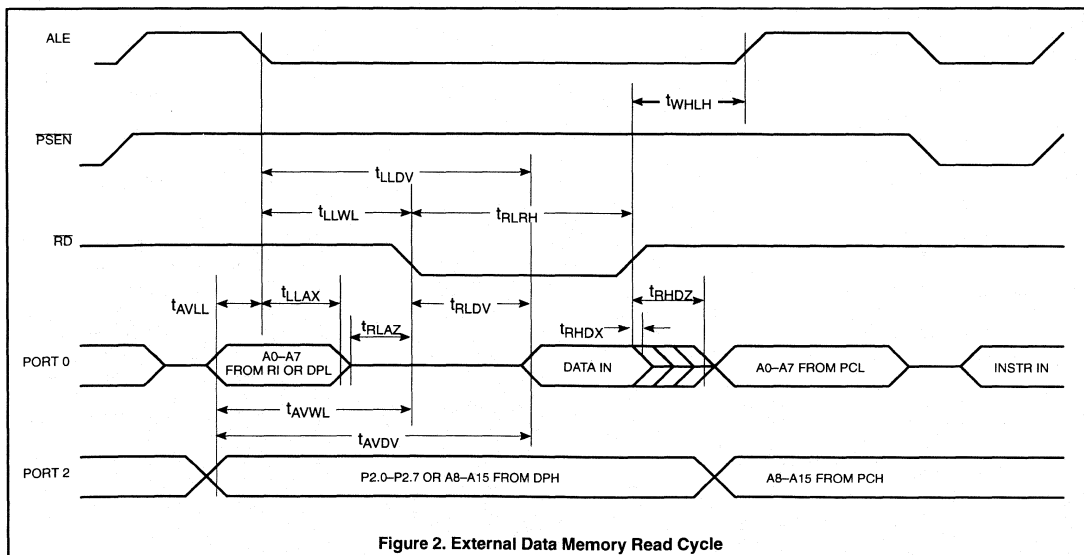 ALE
tWHLH
PSEN
tLLDV
tLLWL
tRLRH
RD
tAVLL
tLLAX
tRLAZ
tRLDV
tRHDZ
tRHDX
PORT 0
A0–A7
FROM RI OR DPL
DATA IN
A0–A7 FROM PCL
INSTR IN
tAVWL
tAVDV
PORT 2
P2.0–P2.7 OR A8–A15 FROM DPH
A8–A15 FROM PCH
Figure 2. External Data Memory Read Cycle